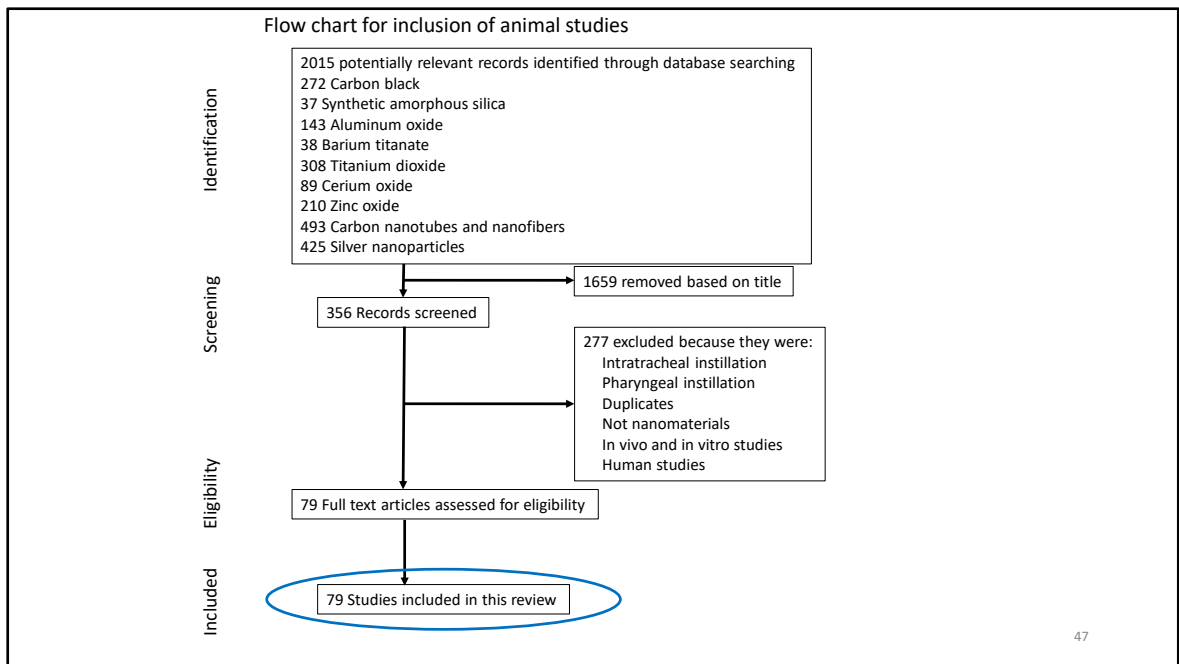 Flow chart for inclusion of animal studies
Identification
2015 potentially relevant records identified through database searching
272 Carbon black
37 Synthetic amorphous silica
143 Aluminum oxide
38 Barium titanate
308 Titanium dioxide
89 Cerium oxide
210 Zinc oxide
493 Carbon nanotubes and nanofibers
425 Silver nanoparticles
Screening
1659 removed based on title
356 Records screened
277 excluded because they were:
Intratracheal instillation
Pharyngeal instillation
Duplicates
Not nanomaterials
In vivo and in vitro studies
Human studies
Eligibility
79 Full text articles assessed for eligibility
Included
79 Studies included in this review
47